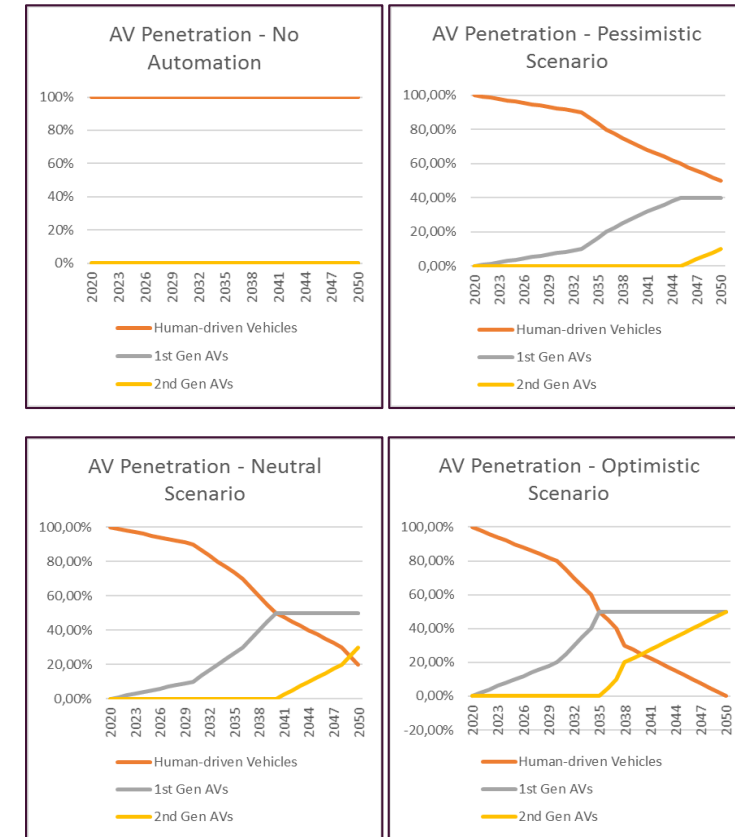 AV Penetration - No
Automation
100%
80%
60%
40%
20%
0%
2020 2023 2026 2029 2032 2035 2038 2041 2044 2047 2050
Human-driven Vehicles
1st Gen AVs
2nd Gen AVs
AV Penetration - Pessimistic
Scenario
100,00%
80,00%
60,00%
40,00%
20,00%
0,00%
2020 2023 2026 2029 2032 2035 2038 2041 2044 2047 2050
Human-driven Vehicles
1st Gen AVs
2nd Gen AVs
AV Penetration - Neutral
Scenario
100,00%
80,00%
60,00%
40,00%
20,00%
0,00%
2020 2023 2026 2029 2032 2035 2038 2041 2044 2047 2050
Human-driven Vehicles
1st Gen AVs
2nd Gen AVs
AV Penetration - Optimistic
Scenario
100,00%
80,00%
60,00%
40,00%
20,00%
0,00%
-20,00%
2020 2023 2026 2029 2032 2035 2038 2041 2044 2047 2050
Human-driven Vehicles
1st Gen AVs
2nd Gen AVs